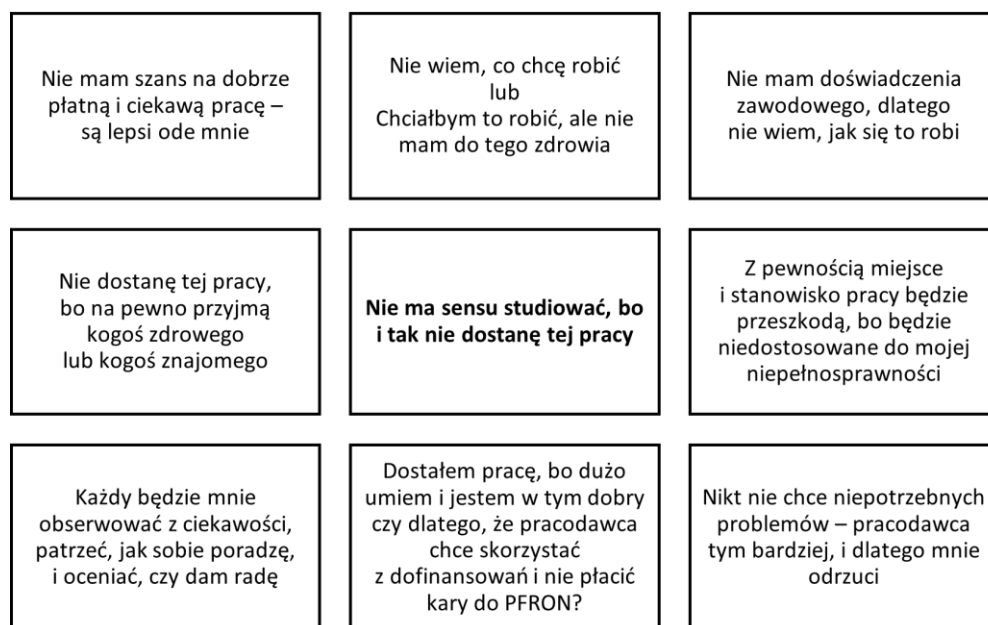 Nie mam szans na dobrze
płatną i ciekawą pracę –
są lepsi ode mnie
Nie wiem, co chcę robić
lub
Chciałbym to robić, ale nie
mam do tego zdrowia
Nie mam doświadczenia
zawodowego, dlatego
nie wiem, jak się to robi
Nie dostanę tej pracy,
bo na pewno przyjmą
kogoś zdrowego
lub kogoś znajomego
Nie ma sensu studiować, bo
i tak nie dostanę tej pracy
Z pewnością miejsce
i stanowisko pracy będzie
przeszkodą, bo będzie
niedostosowane do mojej
niepełnosprawności
Każdy będzie mnie
obserwować z ciekawości,
patrzeć, jak sobie poradzę,
i oceniać, czy dam radę
Dostałem pracę, bo dużo
umiem i jestem w tym dobry
czy dlatego, że pracodawca
chce skorzystać
z dofinansowań i nie płacić
kary do PFRON?
Nikt nie chce niepotrzebnych
problemów – pracodawca
tym bardziej, i dlatego mnie
odrzuci